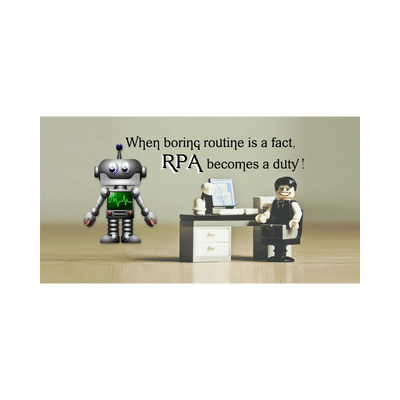 When boring routine is a fact,
RPA becomes a duty!